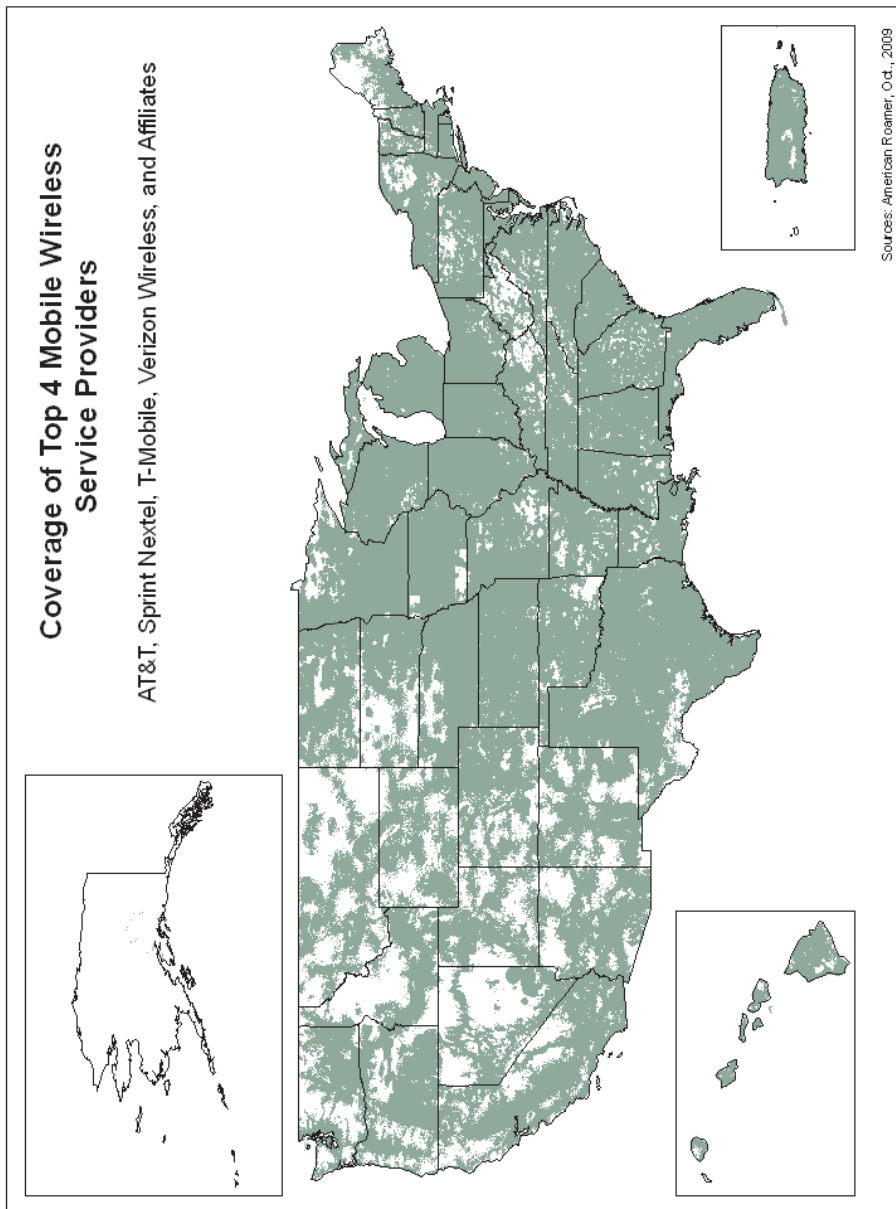 Coverage of Top 4 Mobile Wireless
Service Providers
AT&T, Sprint Nextel, T-Mobile, Verizon Wireless, and Affiliates
Sources: American Roamer, Oct., 2009